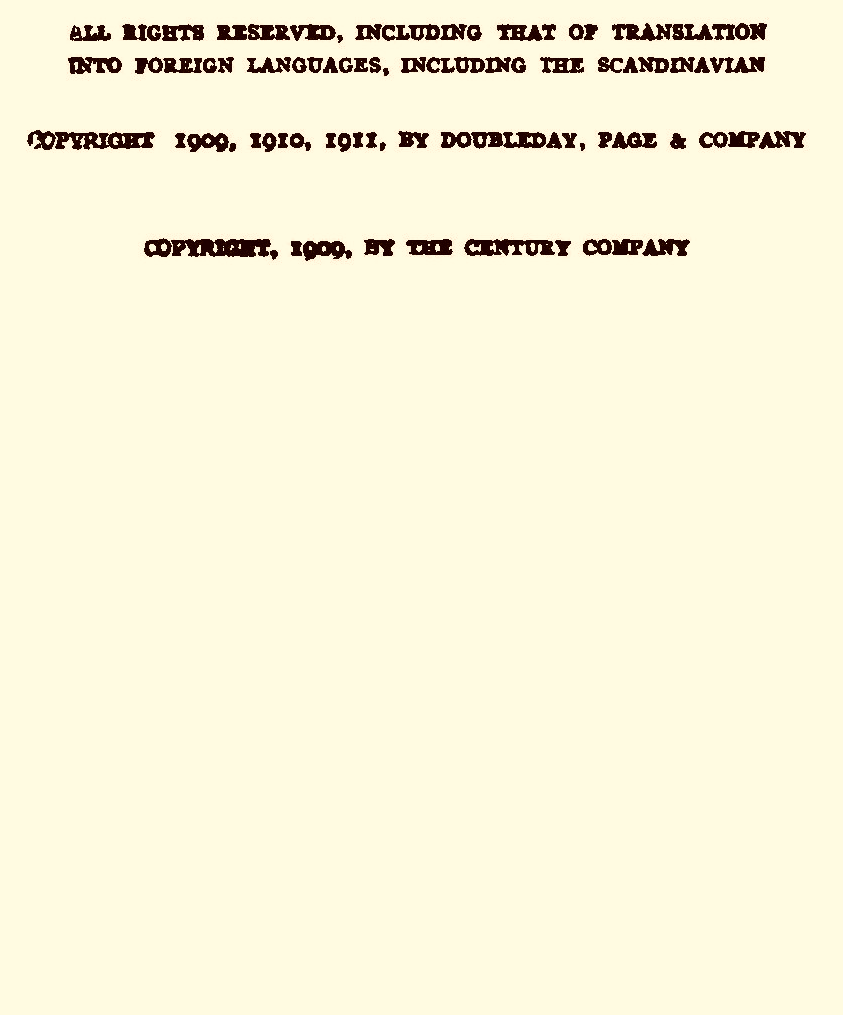 ALL RIGHTS RESERVED, INCLUDING THAT OF TRANSLATION
INTO FOREIGN LANGUAGES, INCLUDING THE SCANDINAVIAN
COPYRIGHT 1909, 1910, 1911, BY DOUBLEDAY, PAGE & COMPANY
COPYRIGHT, 1909, BY THE CENTURY COMPANY